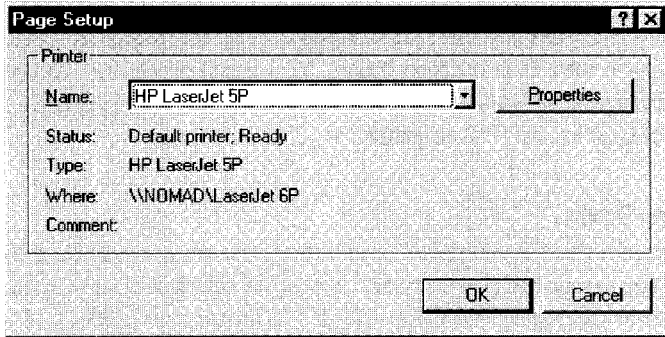 Page Setup
Printer
Name: HP LaserJet 5P Properties
Status: Default printer; Ready
Type: HP LaserJet 5P
Where: \\NOMAD\LaserJet 6P
Comment:
OK Cancel